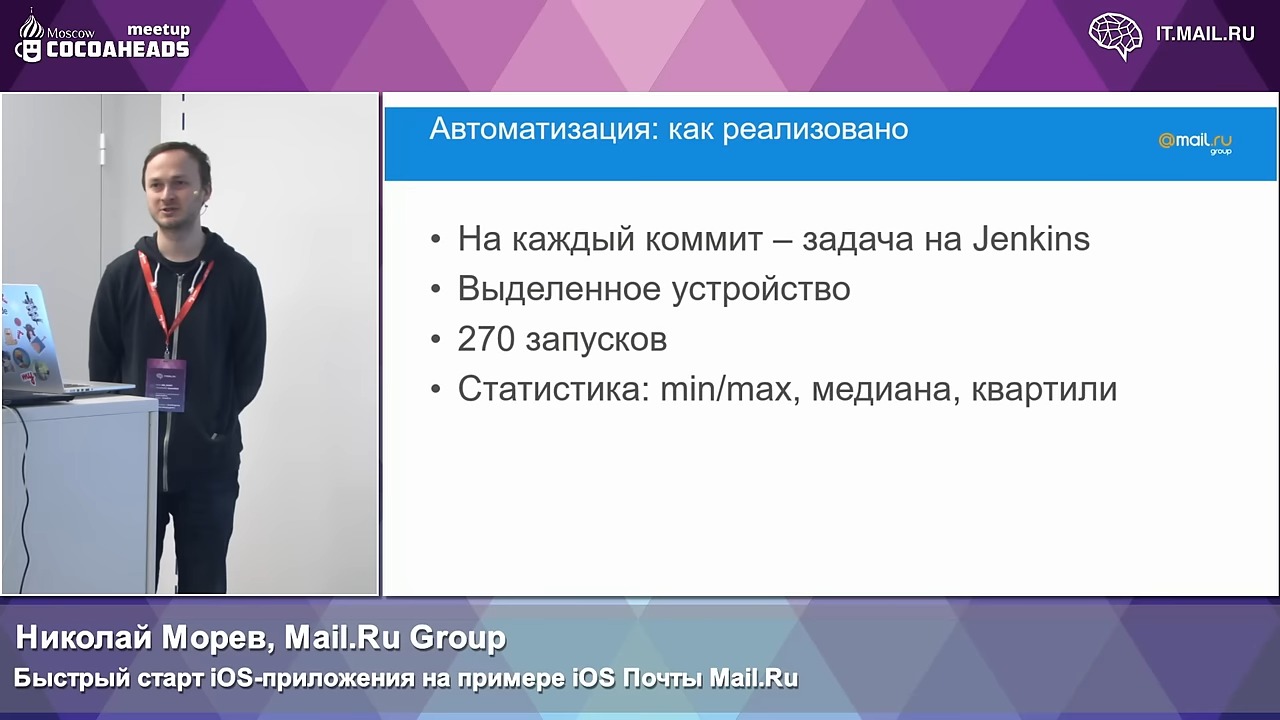 Moscow
meetup
COCOAHEADS
IT.MAIL.RU
Автоматизация: как реализовано
@mail.ru
group
• На каждый коммит – задача на Jenkins
• Выделенное устройство
• 270 запусков
• Статистика: min/max, медиана, квартили
Николай Морев, Mail.Ru Group
Быстрый старт iOS-приложения на примере iOS Почты Mail.Ru